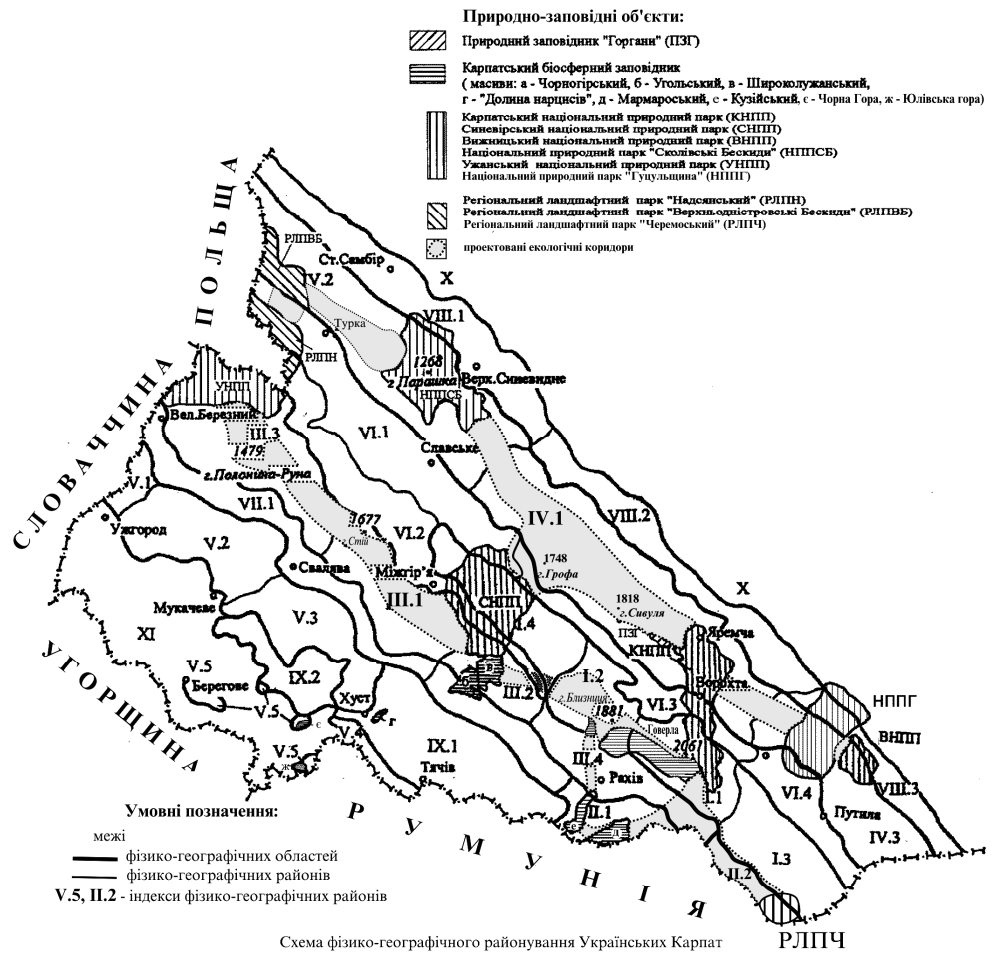 Природно-заповідні об'єкти:
Природний заповідник "Горгани" (ПЗГ)
Карпатський біосферний заповідник
( масиви: а - Чорногірський, б - Угольський, в - Широколужанський,
г - "Долина нарцисів", д - Мармароський, е - Кузійський, є - Чорна Гора, ж - Юлівська гора)
Карпатський національний природний парк (КНПП)
Синевірський національний природний парк (СНПП)
Вижницький національний природний парк (ВНПП)
Національний природний парк "Сколівські Бескиди" (НППСБ)
Ужанський національний природний парк (УНПП)
Національний природний парк "Гуцульщина" (НППГ)
Регіональний ландшафтний парк "Надсянський" (РЛПН)
Регіональний ландшафтний парк "Верхньодністровські Бескиди" (РЛПВБ)
Регіональний ландшафтний парк "Черемоський" (РЛПЧ)
проектовані екологічні коридори
ПОЛЬЩА
СЛОВАЧЧИНА
УГОРЩИНА
РУМУНІЯ
РЛПВБ
Ст.Самбір
X
IV.2
VIII.1
Турка
РЛПН
1268
г Парашка
Верх.Синевидне
НППСБ
УНПП
Вел.Березний
III.3
1479
г.Полонина-Руна
VI.1
Славське
V.1
VII.1
Ужгород
V.2
1677
г.Стій
VI.2
IV.1
VIII.2
Свалява
Міжгір'я
1748
г.Грофа
III.1
СНПП
I.4
1818
г.Сивуля
X
Мукачеве
V.3
XI
ПЗГ
Яремча
КНПП
V.5
Берегове
IX.2
Хуст
б
в
III.2
I.2
г.Близниця
1881
Ворохта
VI.3
НППГ
V.5
є
г
V.4
Говерла
2061
ВНПП
V.5
ж
IX.1
Тячів
III.4
Рахів
I.1
VI.4
VIII.3
Путила
II.1
е
д
IV.3
I.3
II.2
РЛПЧ
Умовні позначення:
межі
фізико-географічних областей
фізико-географічних районів
V.5, II.2 - індекси фізико-географічних районів
Схема фізико-географічного районування Українських Карпат